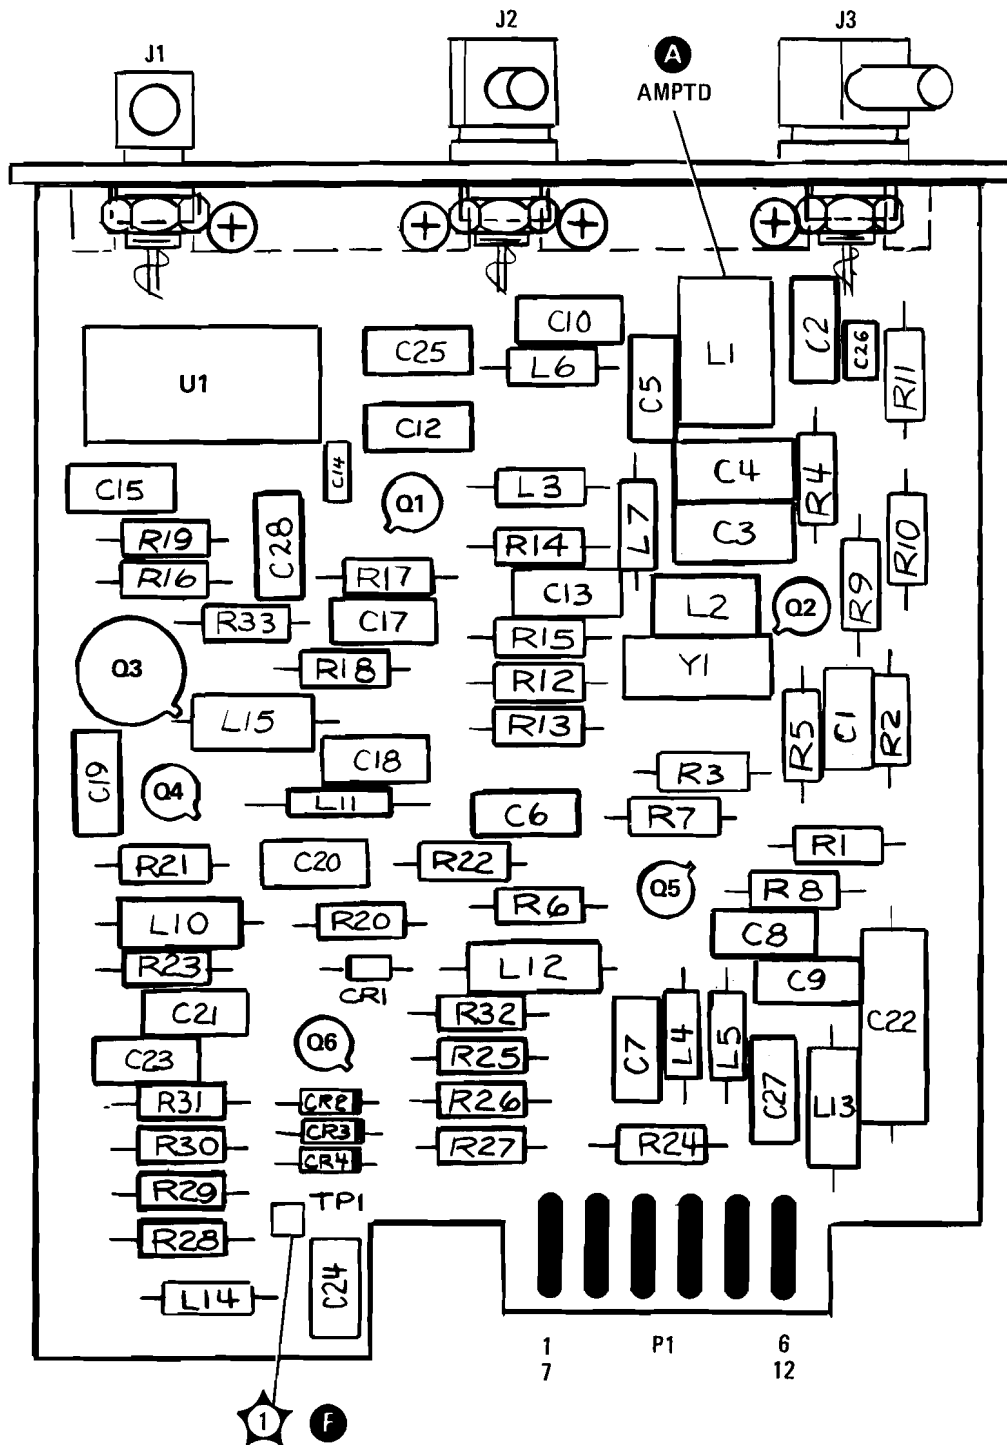 J1
J2
J3
A
AMPTD
C10
C25
L6
L1
C2
C26
C5
R11
U1
C12
C14
C4
R4
C15
L3
Q1
L7
C3
R10
R19
C28
R14
R16
R17
C13
R9
L2
Q2
R33
C17
R15
Q3
R18
R12
Y1
L15
R13
R5
C1
R2
C18
R3
C19
Q4
L11
C6
R7
R1
R21
C20
R22
Q5
R8
L10
R20
R6
C8
R23
CR1
L12
C9
C21
R32
C22
Q6
C7
L4
L5
C23
R25
C27
R31
CR2
R26
L13
CR3
R30
R27
R24
CR4
R29
TP1
R28
L14
C24
1 P1 6
7 12
1 F